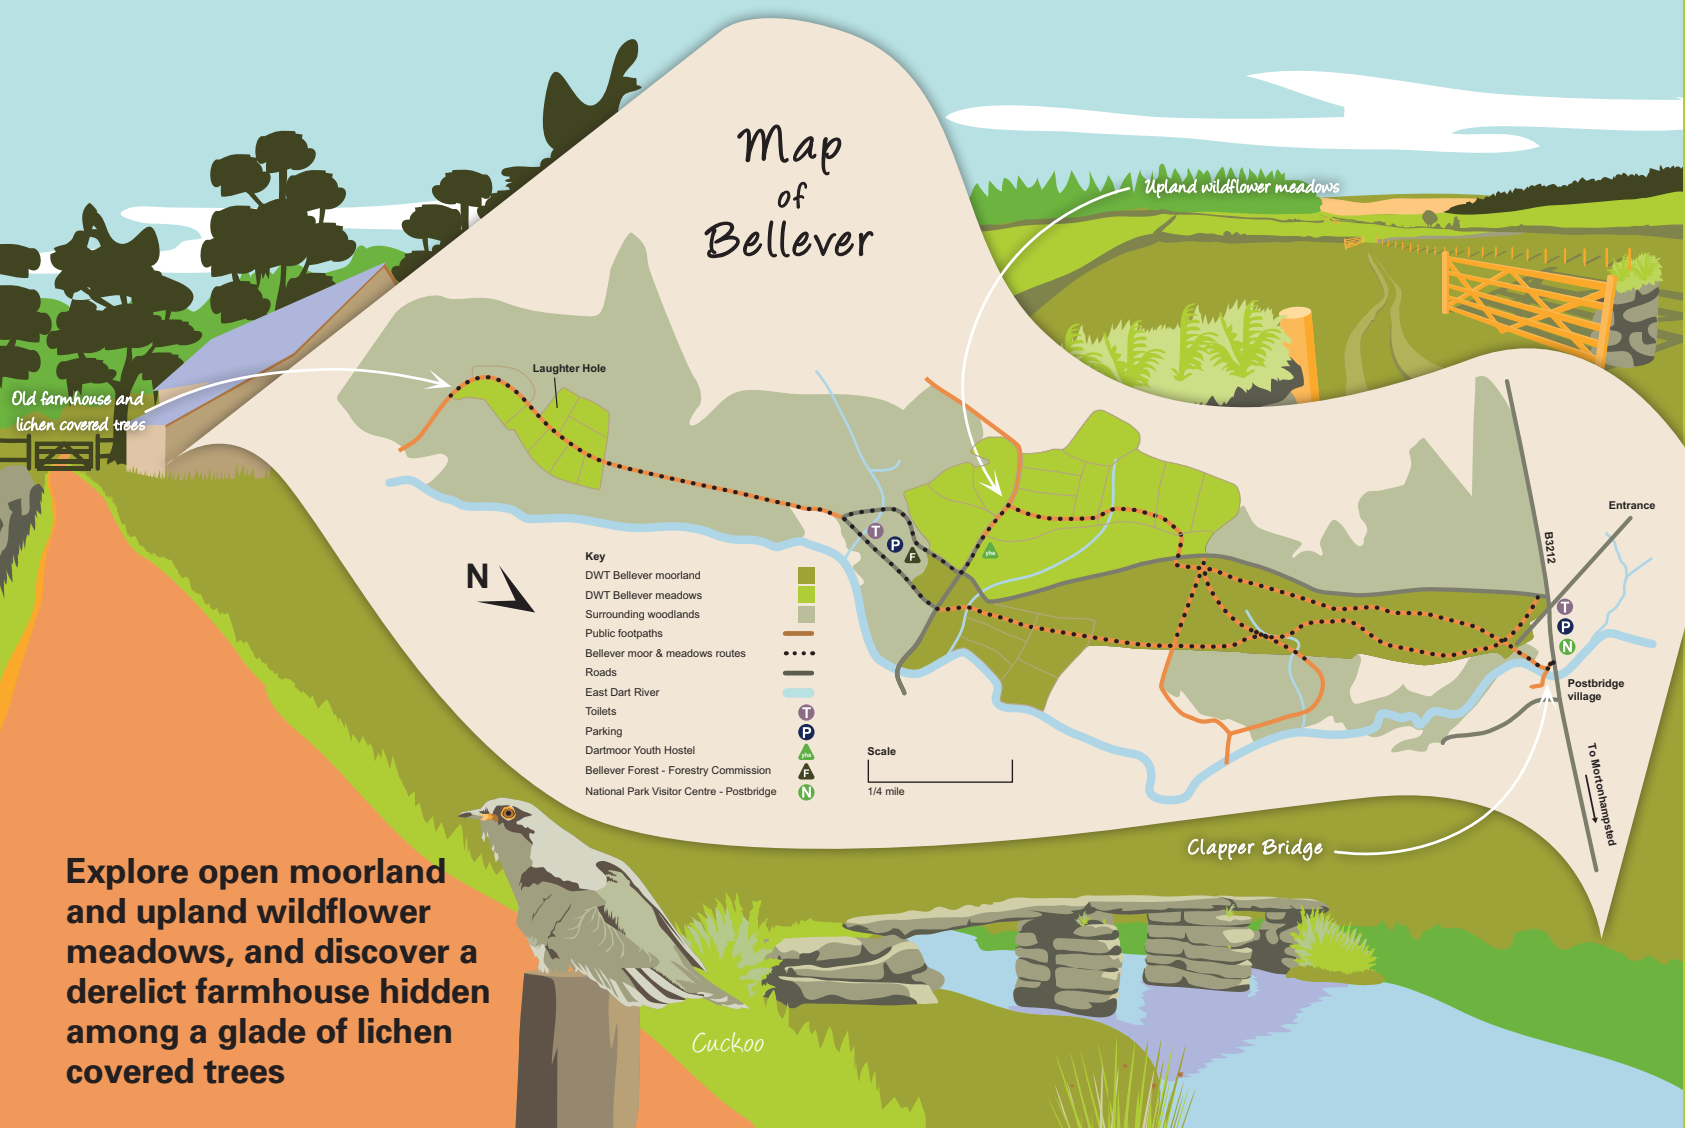 Map
of
Bellever
Upland wildflower meadows
Old farmhouse and
lichen covered trees
Laughter Hole
Entrance
B3212
T
P
F
yha
N
Key
DWT Bellever moorland
DWT Bellever meadows
Surrounding woodlands
Public footpaths
Bellever moor & meadows routes
Roads
East Dart River
Toilets
T
Parking
P
Dartmoor Youth Hostel
yha
Bellever Forest - Forestry Commission
F
National Park Visitor Centre - Postbridge
N
Scale
1/4 mile
T
P
N
Postbridge
village
To Mortonhampsted
Clapper Bridge
Explore open moorland
and upland wildflower
meadows, and discover a
derelict farmhouse hidden
among a glade of lichen
covered trees
Cuckoo